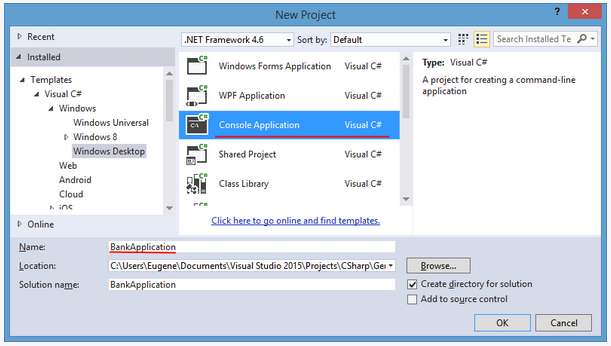 New Project
? ×
Recent
.NET Framework 4.6 Sort by: Default
Search Installed Te
Installed
Templates
Visual C#
Windows
Windows Universal
Windows 8
Windows Desktop
Web
Android
Cloud
iOS
Online
C# Windows Forms Application Visual C#
C# WPF Application Visual C#
C# C:\ Console Application Visual C#
C# Shared Project Visual C#
C# Class Library Visual C#
Click here to go online and find templates.
Type: Visual C#
A project for creating a command-line
application
Name: BankApplication
Location: C:\Users\Eugene\Documents\Visual Studio 2015\Projects\CSharp\Ge
Browse...
Solution name: BankApplication
Create directory for solution
Add to source control
OK Cancel